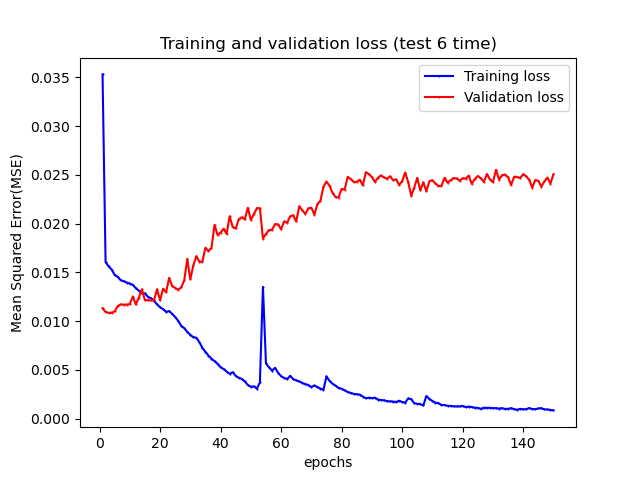 Training and validation loss (test 6 time)
Training loss
Validation loss
Mean Squared Error(MSE)
0.035
0.030
0.025
0.020
0.015
0.010
0.005
0.000
0 20 40 60 80 100 120 140
epochs